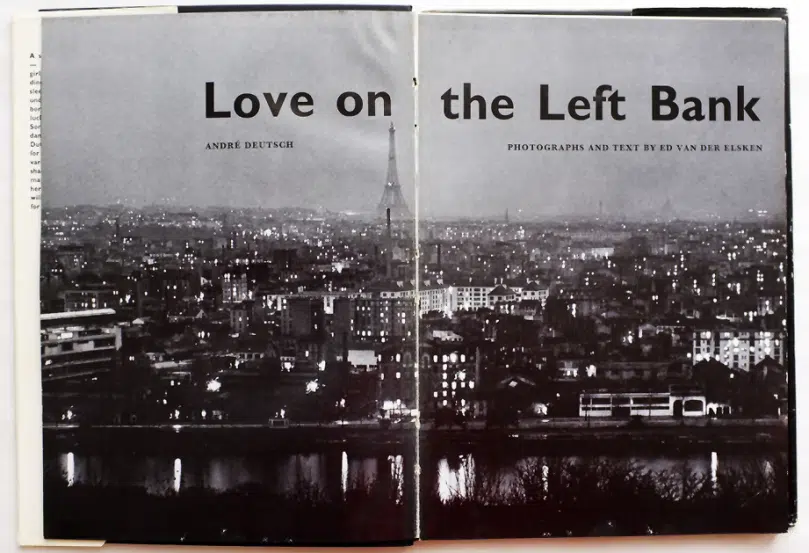 Love on the Left Bank
ANDRÉ DEUTSCH
PHOTOGRAPHS AND TEXT BY ED VAN DER ELSKEN